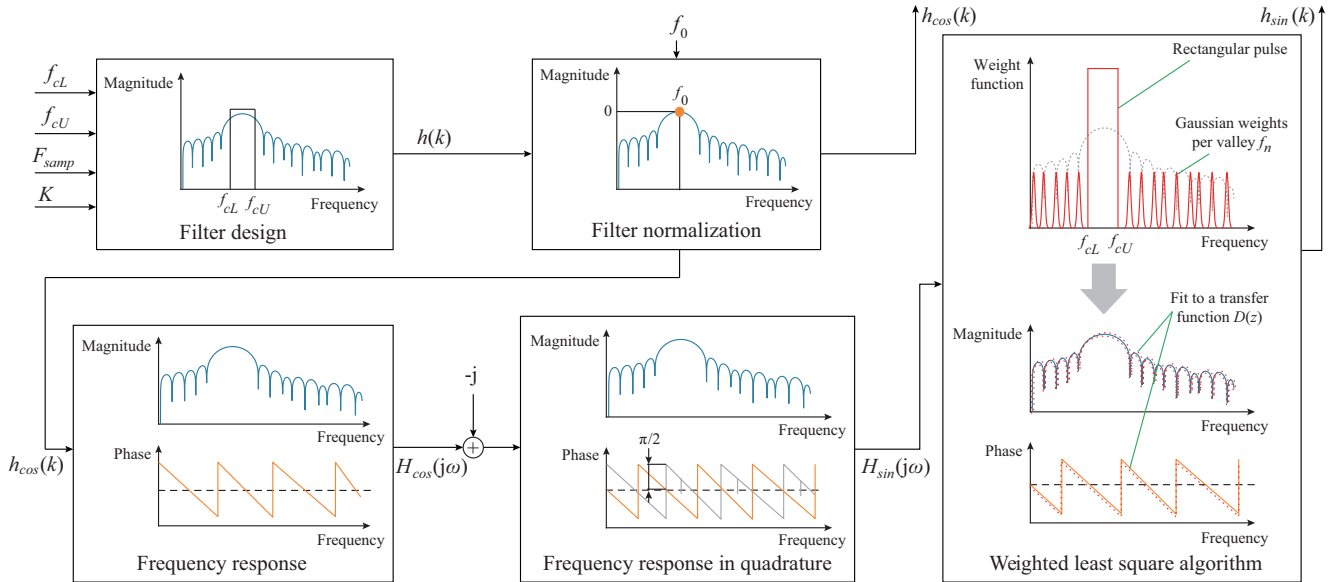 f_cL
f_cU
F_samp
K
Magnitude
f_cL
f_cU
Frequency
Filter design
h(k)
f_0
Magnitude
f_0
0
Frequency
Filter normalization
h_cos(k)
h_sin(k)
Weight
function
Rectangular pulse
Gaussian weights
per valley f_n
f_cL
f_cU
Frequency
Fit to a transfer
function D(z)
Magnitude
Frequency
Phase
Frequency
Weighted least square algorithm
h_cos(k)
Magnitude
Frequency
Phase
Frequency
Frequency response
H_cos(jω)
-j
+
Magnitude
Frequency
π/2
Phase
Frequency
Frequency response in quadrature
H_sin(jω)